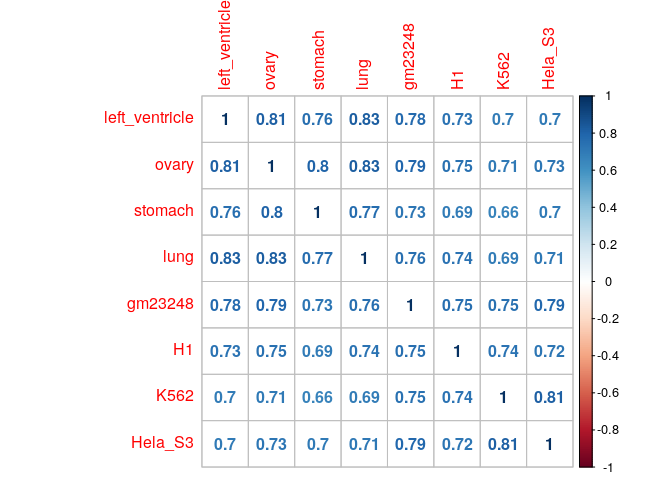 left_ventricle ovary stomach lung gm23248 H1 K562 Hela_S3
left_ventricle 1 0.81 0.76 0.83 0.78 0.73 0.7 0.7
ovary 0.81 1 0.8 0.83 0.79 0.75 0.71 0.73
stomach 0.76 0.8 1 0.77 0.73 0.69 0.66 0.7
lung 0.83 0.83 0.77 1 0.76 0.74 0.69 0.71
gm23248 0.78 0.79 0.73 0.76 1 0.75 0.75 0.79
H1 0.73 0.75 0.69 0.74 0.75 1 0.74 0.72
K562 0.7 0.71 0.66 0.69 0.75 0.74 1 0.81
Hela_S3 0.7 0.73 0.7 0.71 0.79 0.72 0.81 1
1
0.8
0.6
0.4
0.2
0
-0.2
-0.4
-0.6
-0.8
-1